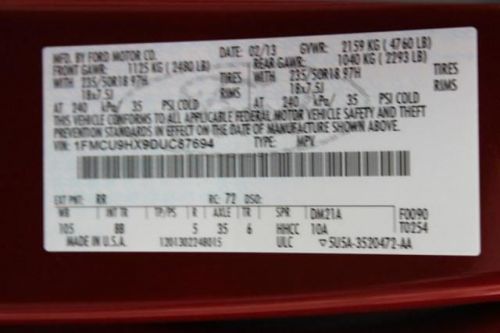 MFD. BY FORD MOTOR CO. DATE: 02/13 GVWR: 2159 KG (4760 LB)
FRONT GAWR: 1125 KG (2480 LB) REAR GAWR: 1040 KG (2293 LB)
WITH 235/50R18 97H TIRES WITH 235/50R18 97H TIRES
18x7.5J RIMS 18x7.5J RIMS
AT 240 kPa/ 35 PSI COLD AT 240 kPa/ 35 PSI COLD
THIS VEHICLE CONFORMS TO ALL APPLICABLE FEDERAL MOTOR VEHICLE SAFETY AND THEFT
PREVENTION STANDARDS IN EFFECT ON THE DATE OF MANUFACTURE SHOWN ABOVE.
VIN: 1FMCU9HX9DUC87694 TYPE: MPV
EXT PNT: RR RC: 72 DSO:
WB INT TR TP/PS R AXLE TR SPR DM21A F0090
105 BB 5 35 6 HHCC 10A T0254
MADE IN U.S.A. 1201302248015 ULC ▽5U5A-3520472-AA